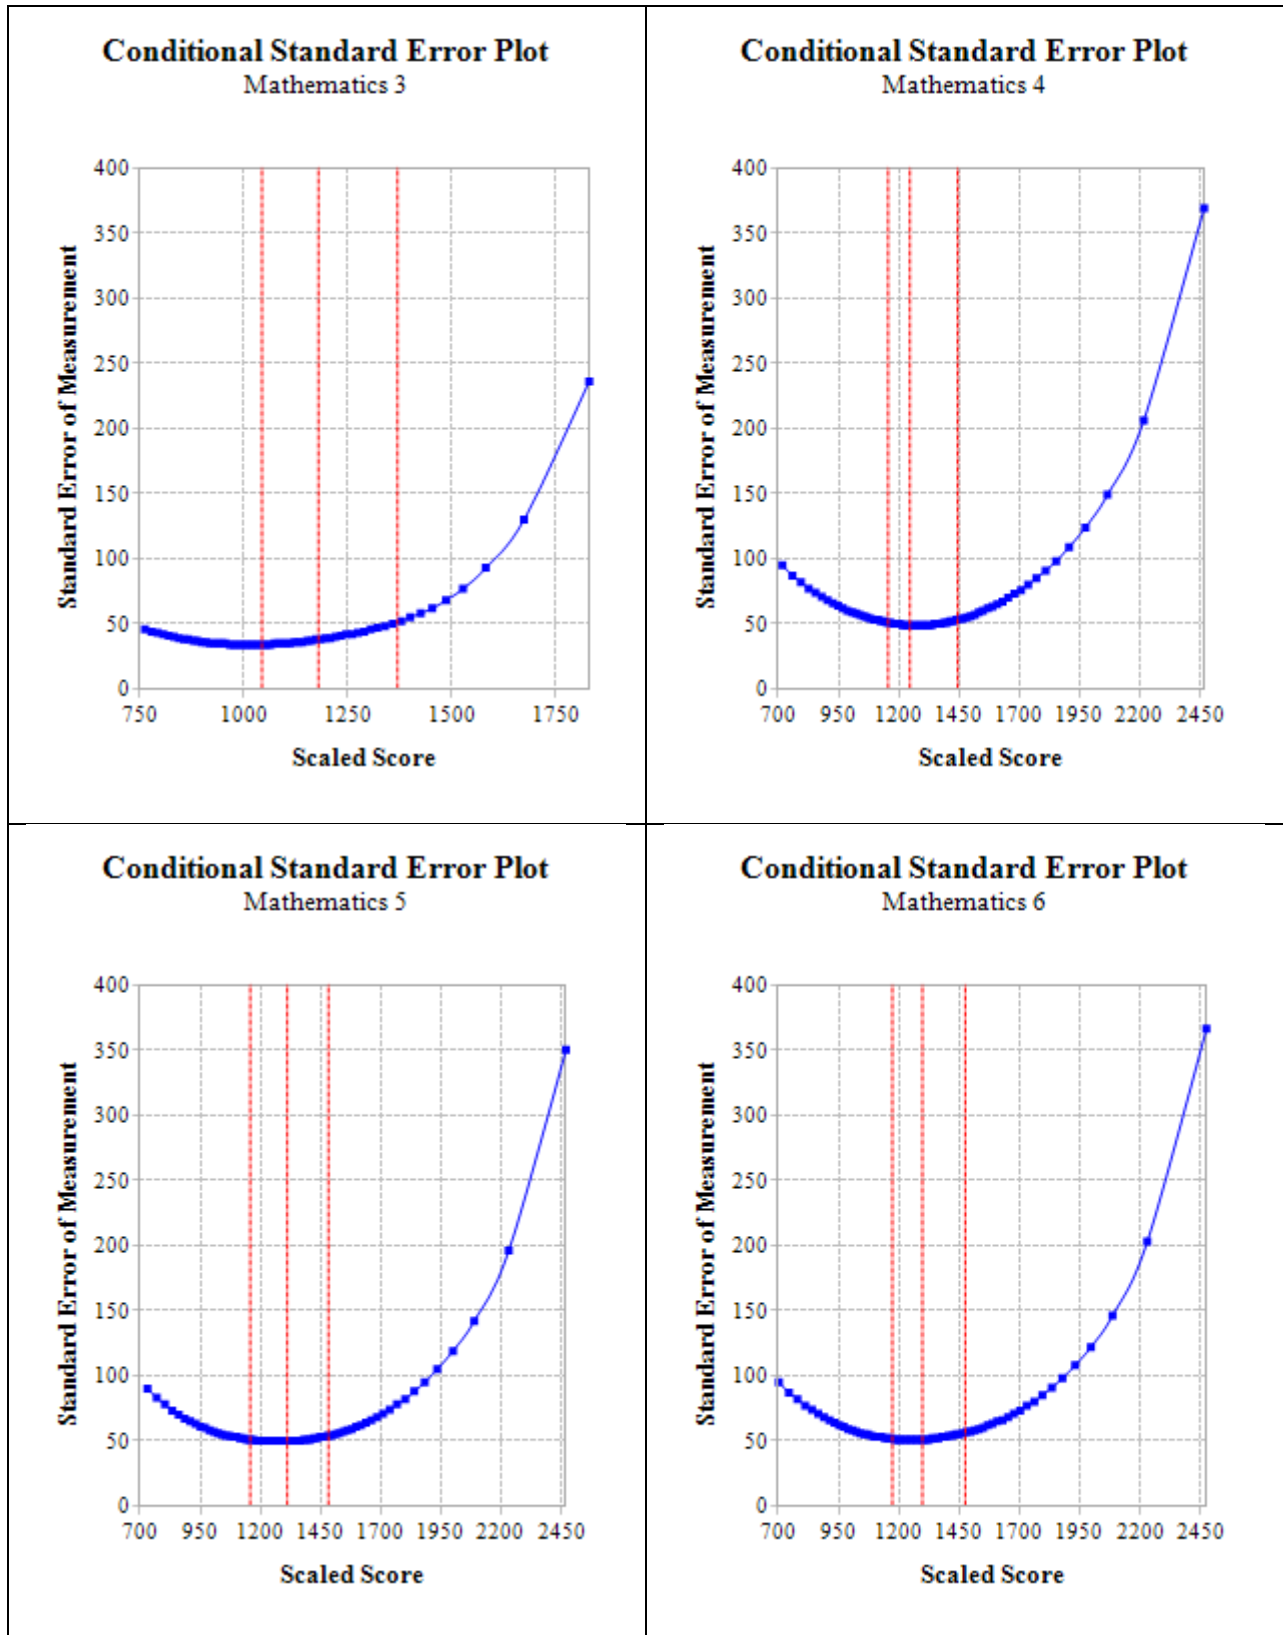 Conditional Standard Error Plot
Mathematics 3
400
350
300
250
200
150
100
50
0
Standard Error of Measurement
750 1000 1250 1500 1750
Scaled Score
Conditional Standard Error Plot
Mathematics 4
400
350
300
250
200
150
100
50
0
Standard Error of Measurement
700 950 1200 1450 1700 1950 2200 2450
Scaled Score
Conditional Standard Error Plot
Mathematics 5
400
350
300
250
200
150
100
50
0
Standard Error of Measurement
700 950 1200 1450 1700 1950 2200 2450
Scaled Score
Conditional Standard Error Plot
Mathematics 6
400
350
300
250
200
150
100
50
0
Standard Error of Measurement
700 950 1200 1450 1700 1950 2200 2450
Scaled Score